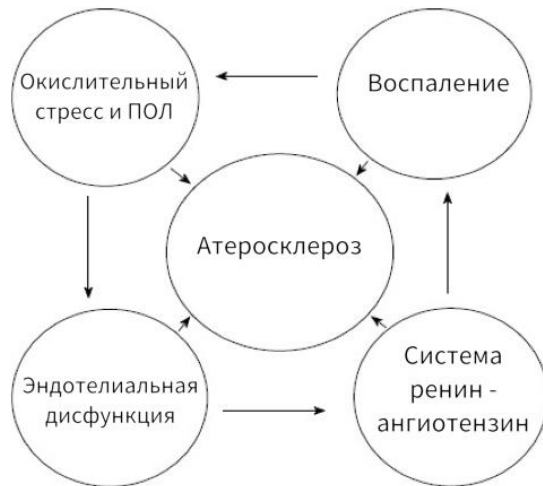 Окислительный
стресс и ПОЛ
Воспаление
Атеросклероз
Эндотелиальная
дисфункция
Система
ренин -
ангиотензин